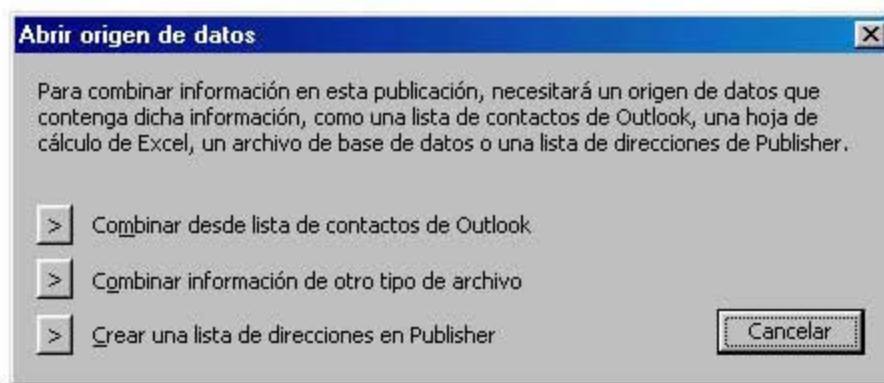 Abrir origen de datos
Para combinar información en esta publicación, necesitará un origen de datos que
contenga dicha información, como una lista de contactos de Outlook, una hoja de
cálculo de Excel, un archivo de base de datos o una lista de direcciones de Publisher.
> Combinar desde lista de contactos de Outlook
> Combinar información de otro tipo de archivo
> Crear una lista de direcciones en Publisher
Cancelar